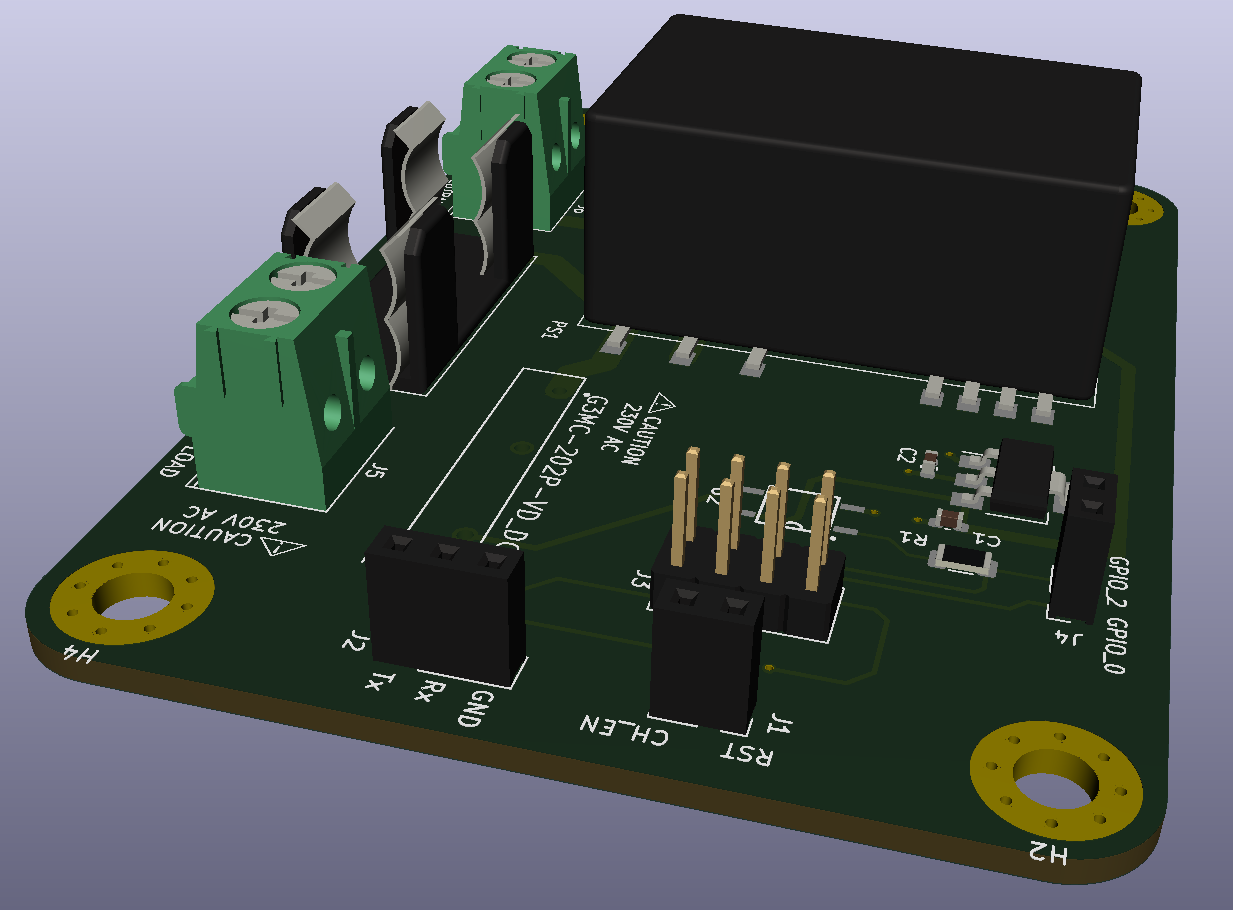 PS1
CAUTION
230V AC
G3MC-202P-VD_DC
LOAD
J5
CAUTION
230V AC
C2
U2
R1
C1
J3
J4
GPIO_2 GPIO_0
J2
Tx
Rx
GND
CH_EN
RST
J1
H4
H2